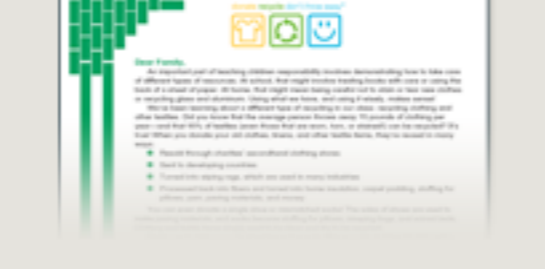 donate recycle don't throw away
Dear Family,
An important part of teaching children responsibility involves demonstrating how to take care
of different types of resources. At school, that might involve treating books with care or using the
back of a sheet of paper. At home, that might mean being careful not to stain or tear new clothes
or recycling glass and aluminum. Using what we have, and using it wisely, makes sense!
We've been learning about a different type of recycling in our class: recycling clothing and
other textiles. Did you know that the average person throws away 70 pounds of clothing per
year—and that 95% of textiles (even those that are worn, torn, or stained) can be recycled? It's
true! When you donate your old clothes, linens, and other textile items, they're reused in many
ways:
Resold through charities' secondhand clothing stores
Sent to developing countries
Turned into wiping rags, which are used in many industries
Processed back into fibers and turned into home insulation, carpet padding, stuffing for